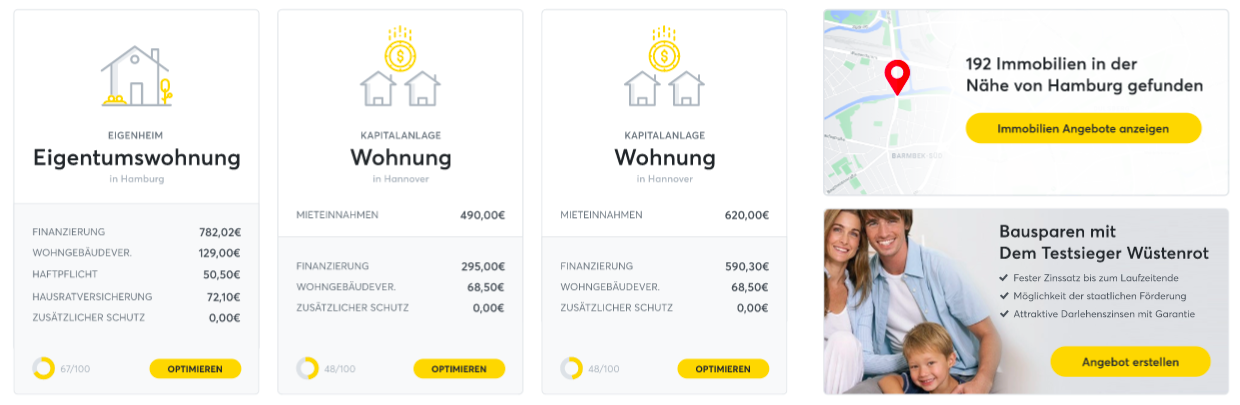 EIGENHEIM
Eigentumswohnung
in Hamburg
FINANZIERUNG 782,02€
WOHNGEBÄUDEVER. 129,00€
HAFTPFLICHT 50,50€
HAUSRATVERSICHERUNG 72,10€
ZUSÄTZLICHER SCHUTZ 0,00€
67/100 OPTIMIEREN
KAPITALANLAGE
Wohnung
in Hannover
MIETEINNAHMEN 490,00€
FINANZIERUNG 295,00€
WOHNGEBÄUDEVER. 68,50€
ZUSÄTZLICHER SCHUTZ 0,00€
48/100 OPTIMIEREN
KAPITALANLAGE
Wohnung
in Hannover
MIETEINNAHMEN 620,00€
FINANZIERUNG 590,30€
WOHNGEBÄUDEVER. 68,50€
ZUSÄTZLICHER SCHUTZ 0,00€
48/100 OPTIMIEREN
192 Immobilien in der
Nähe von Hamburg gefunden
Immobilien Angebote anzeigen
BARMBEK-SÜD
Bausparen mit
Dem Testsieger Wüstenrot
Fester Zinssatz bis zum Laufzeitende
Möglichkeit der staatlichen Förderung
Attraktive Darlehenszinsen mit Garantie
Angebot erstellen